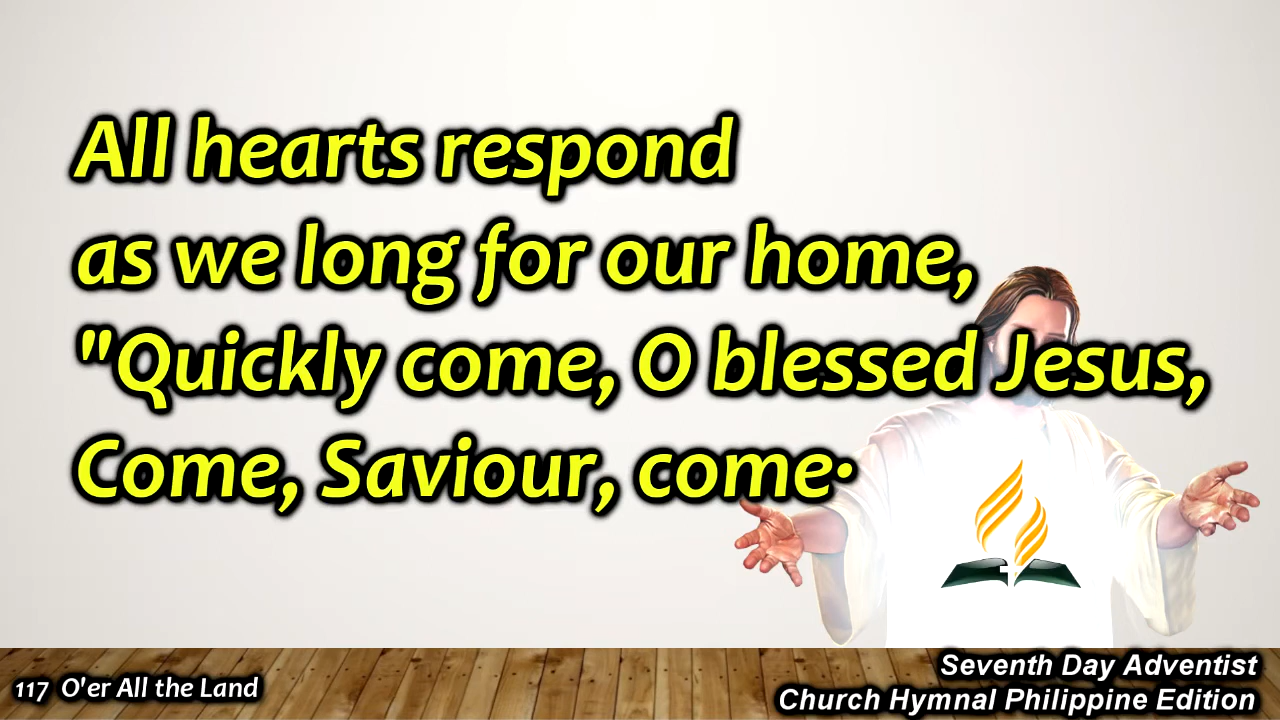 All hearts respond
as we long for our home,
"Quickly come, O blessed Jesus,
Come, Saviour, come·
117 O'er All the Land
Seventh Day Adventist
Church Hymnal Philippine Edition